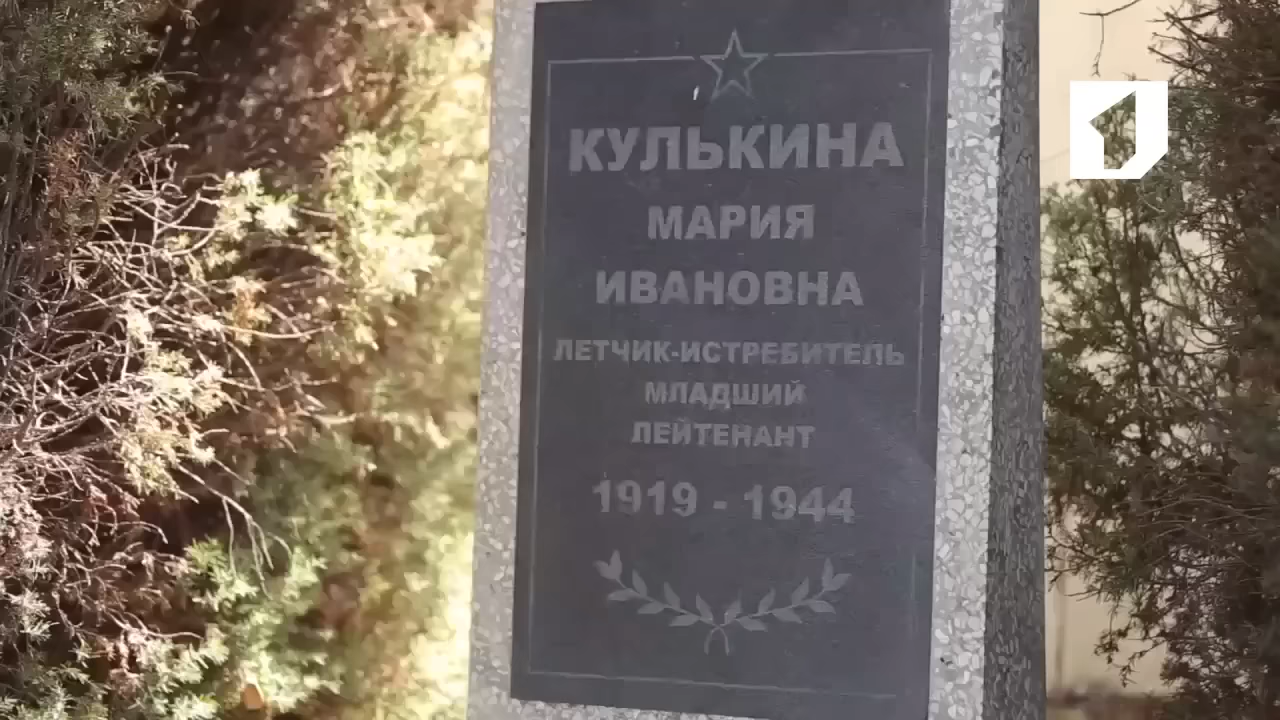 КУЛЬКИНА
МАРИЯ
ИВАНОВНА
ЛЕТЧИК-ИСТРЕБИТЕЛЬ
МЛАДШИЙ
ЛЕЙТЕНАНТ
1919 - 1944